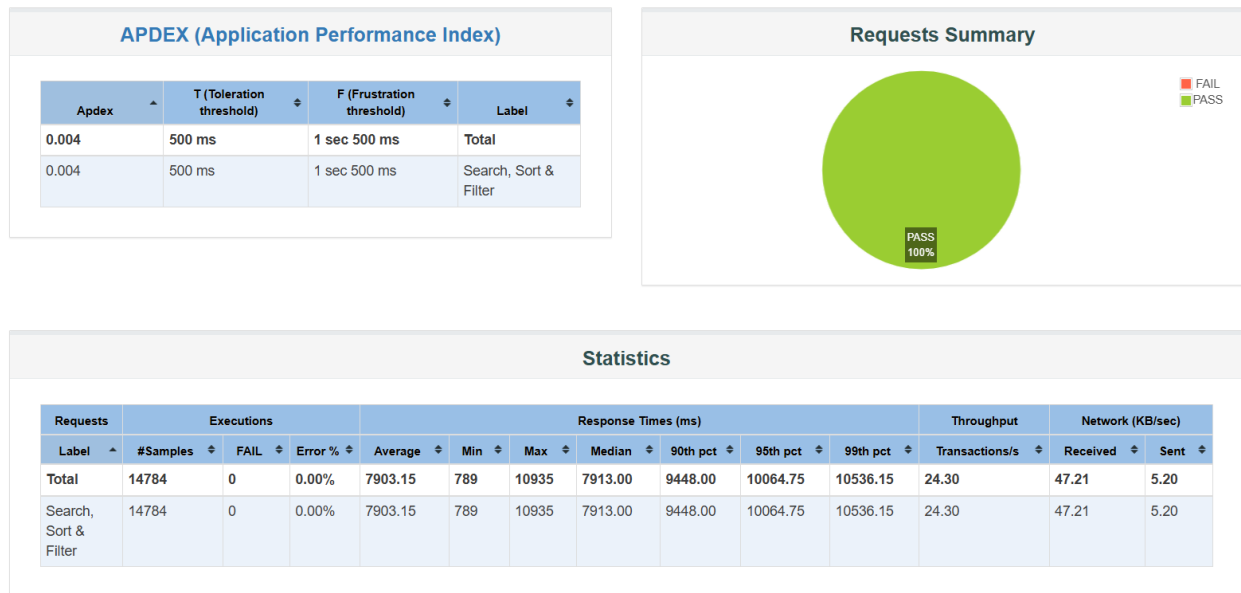 APDEX (Application Performance Index)
Apdex
T (Toleration
threshold)
F (Frustration
threshold)
Label
0.004 500 ms 1 sec 500 ms Total
0.004 500 ms 1 sec 500 ms Search, Sort &
Filter
Requests Summary
FAIL
PASS
PASS
100%
Statistics
Requests Executions Response Times (ms) Throughput Network (KB/sec)
Label #Samples FAIL Error % Average Min Max Median 90th pct 95th pct 99th pct Transactions/s Received Sent
Total 14784 0 0.00% 7903.15 789 10935 7913.00 9448.00 10064.75 10536.15 24.30 47.21 5.20
Search, 14784 0 0.00% 7903.15 789 10935 7913.00 9448.00 10064.75 10536.15 24.30 47.21 5.20
Sort &
Filter